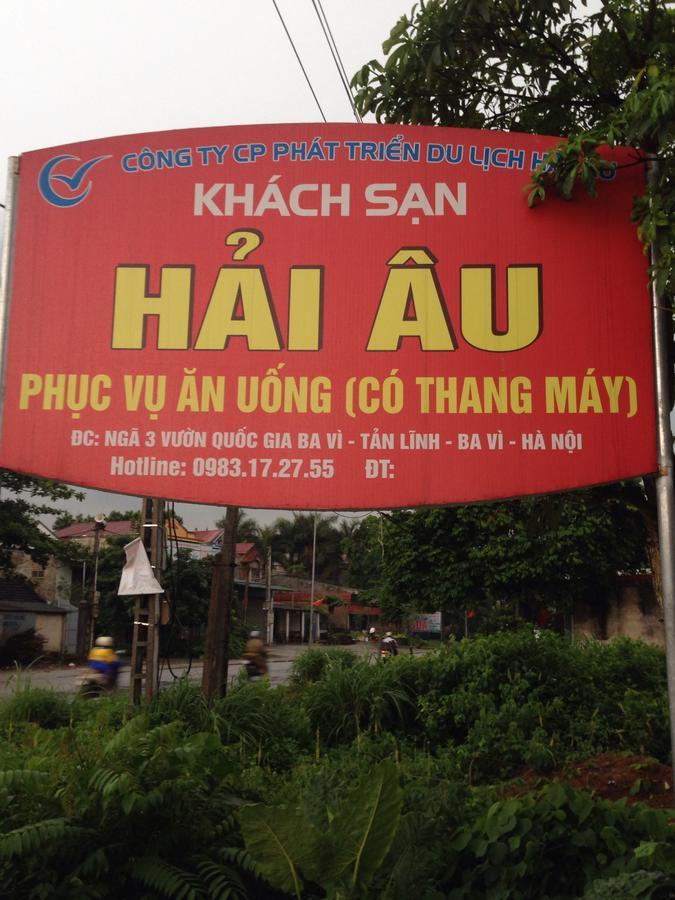 CÔNG TY CP PHÁT TRIỂN DU LỊCH
KHÁCH SẠN
HẢI ÂU
PHỤC VỤ ĂN UỐNG (CÓ THANG MÁY)
ĐC: NGÃ 3 VƯỜN QUỐC GIA BA VÌ - TẢN LĨNH - BA VÌ - HÀ NỘI
Hotline: 0983.17.27.55 ĐT: